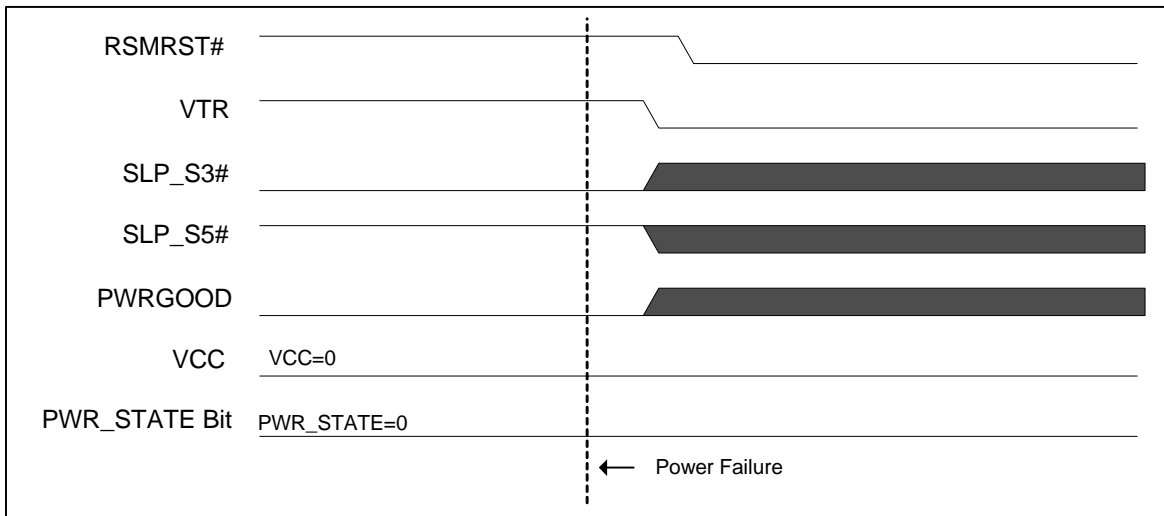 RSMRST#
VTR
SLP_S3#
SLP_S5#
PWRGOOD
VCC VCC=0
PWR_STATE Bit PWR_STATE=0
Power Failure